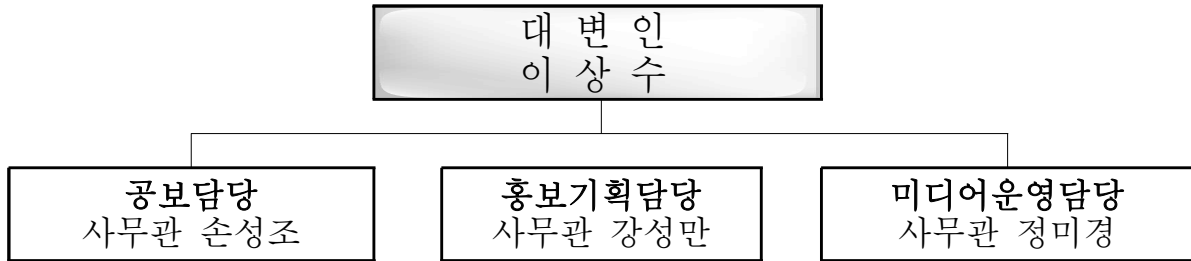 대 변 인
이 상 수
공보담당
사무관 손성조
홍보기획담당
사무관 강성만
미디어운영담당
사무관 정미경